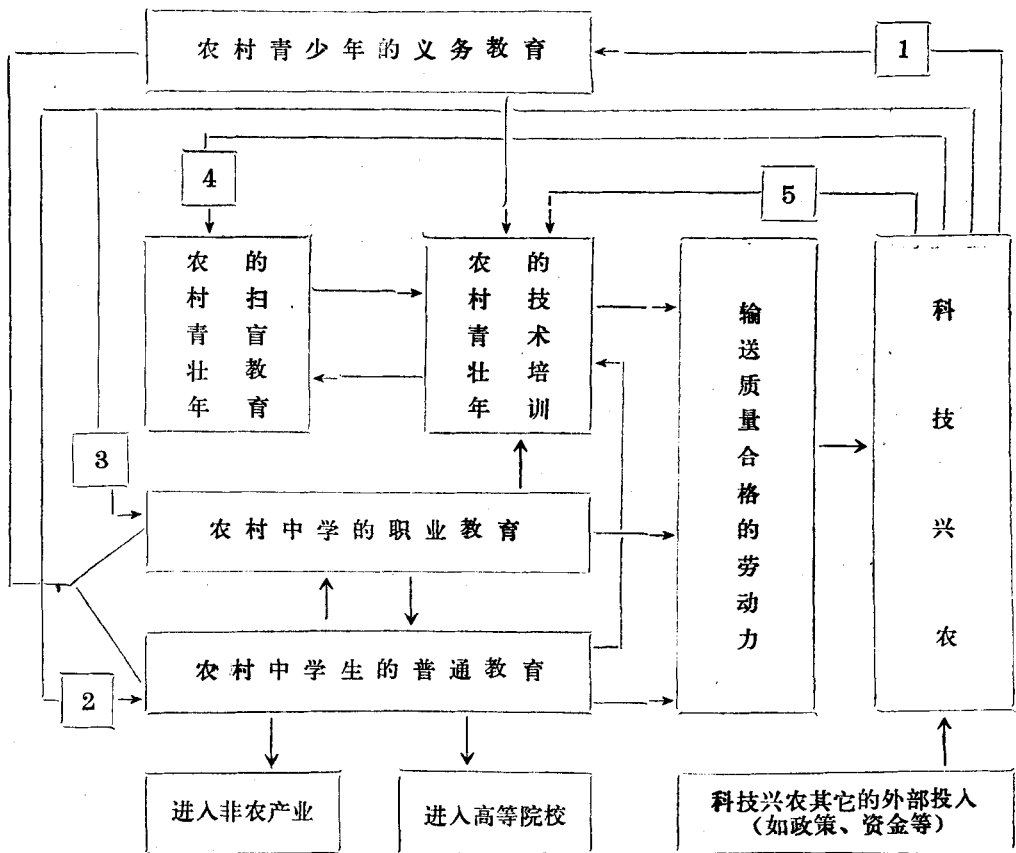 农村青少年的义务教育
1
4
5
农村青壮年的扫盲教育
农村青壮年的技术培训
输送质量合格的劳动力
科技兴农
3
农村中学的职业教育
农村中学生的普通教育
2
进入非农产业
进入高等院校
科技兴农其它的外部投入
（如政策、资金等）